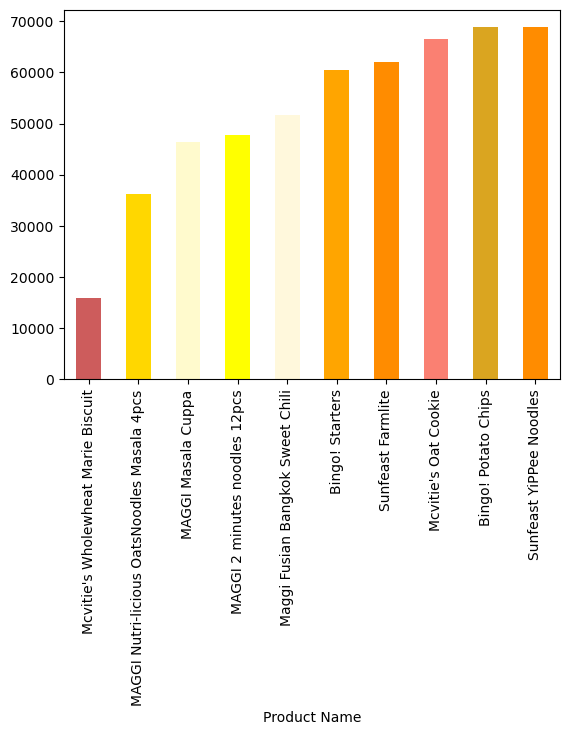 70000
60000
50000
40000
30000
20000
10000
0
Mcvitie's Wholewheat Marie Biscuit
MAGGI Nutri-licious OatsNoodles Masala 4pcs
MAGGI Masala Cuppa
MAGGI 2 minutes noodles 12pcs
Maggi Fusian Bangkok Sweet Chili
Bingo! Starters
Sunfeast Farmlite
Mcvitie's Oat Cookie
Bingo! Potato Chips
Sunfeast YiPPee Noodles
Product Name